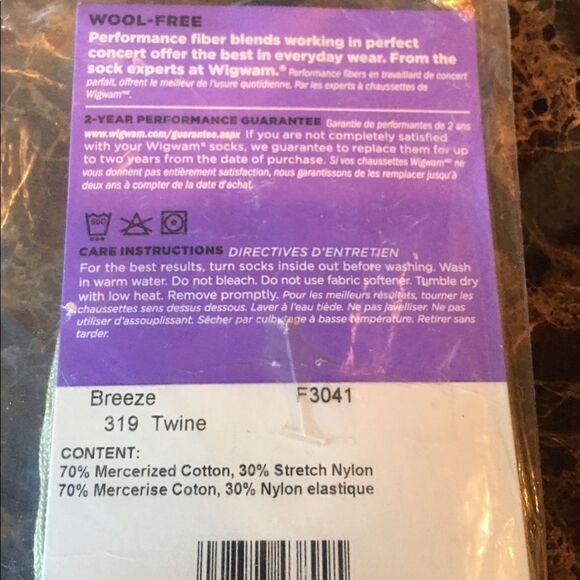 WOOL-FREE
Performance fiber blends working in perfect
concert offer the best in everyday wear. From the
sock experts at Wigwam.® Performance fibers en travaillant de concert
parfait, offrent le meilleur de l'usure quotidienne. Par les experts à chaussettes de
Wigwam™.
2-YEAR PERFORMANCE GUARANTEE Garantie de performantes de 2 ans
www.wigwam.com/guarantee.aspx If you are not completely satisfied
with your Wigwam® socks, we guarantee to replace them for up
to two years from the date of purchase. Si vos chaussettes Wigwam™ ne
vous donnent pas entièrement satisfaction, nous garantissons de les remplacer jusqu'à
deux ans à compter de la date d'achat.
50C
CARE INSTRUCTIONS DIRECTIVES D'ENTRETIEN
For the best results, turn socks inside out before washing. Wash
in warm water. Do not bleach. Do not use fabric softener. Tumble dry
with low heat. Remove promptly. Pour les meilleurs résultats, tourner les
chaussettes sens dessus dessous. Laver à l'eau tiède. Ne pas javelliser. Ne pas
utiliser d'assouplissant. Sécher par culbutage à basse température. Retirer sans
tarder.
Breeze F3041
319 Twine
CONTENT:
70% Mercerized Cotton, 30% Stretch Nylon
70% Mercerise Coton, 30% Nylon elastique